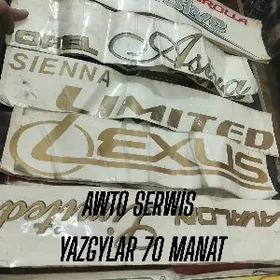 COROLLA
OPEL Astra
SIENNA
LIMITED
LEXUS
AVALON
Limited
AWTO SERWIS
YAZGYLAR 70 MANAT